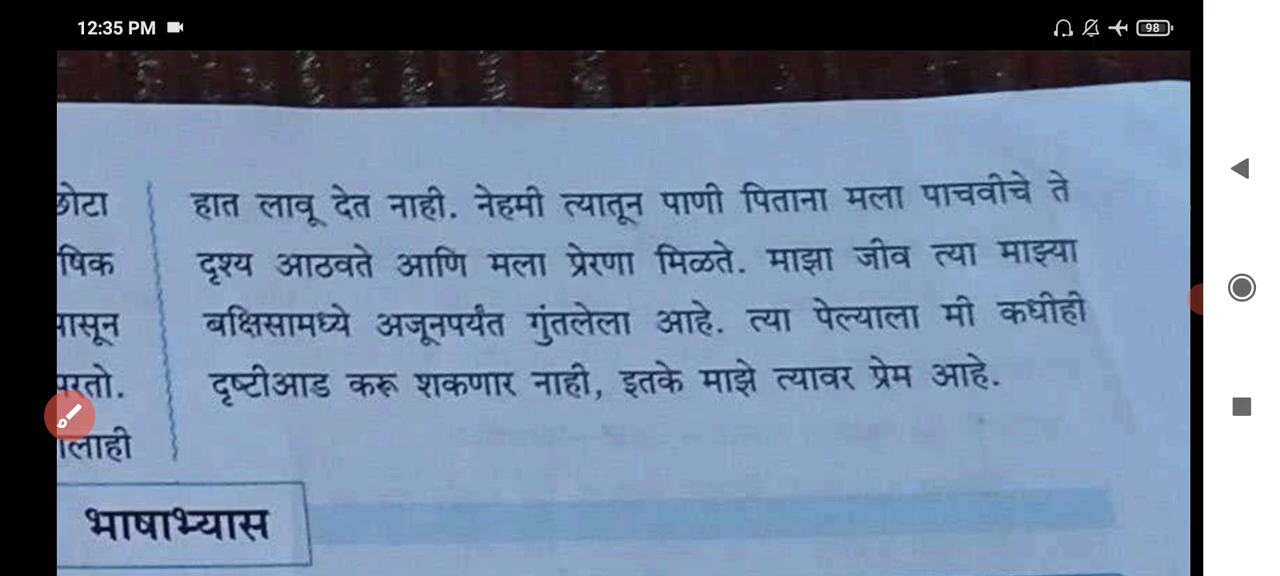 12:35 PM
98
छोटा
षिक
पासून
परतो.
लाही
हात लावू देत नाही. नेहमी त्यातून पाणी पिताना मला पाचवीचे ते
दृश्य आठवते आणि मला प्रेरणा मिळते. माझा जीव त्या माझ्या
बक्षिसामध्ये अजूनपर्यंत गुंतलेला आहे. त्या पेल्याला मी कधीही
दृष्टीआड करू शकणार नाही, इतके माझे त्यावर प्रेम आहे.
भाषाभ्यास